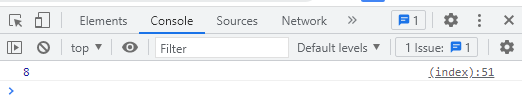 Elements Console Sources Network » 1
top ▼ Filter Default levels ▼ 1 Issue: 1
8 (index):51
>